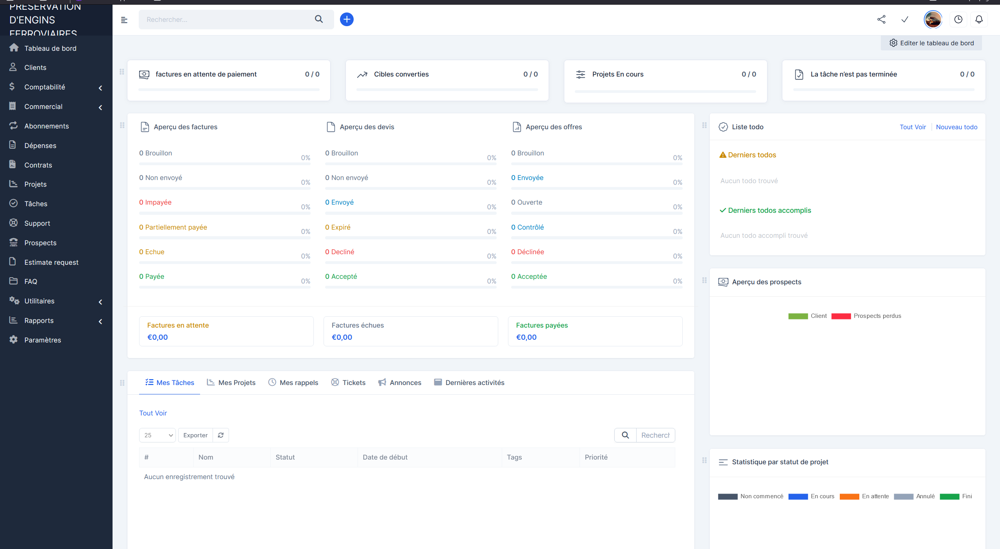 PRÉSERVATION
D'ENGINS
FERROVIAIRES
Tableau de bord
Clients
Comptabilité
Commercial
Abonnements
Dépenses
Contrats
Projets
Tâches
Support
Prospects
Estimate request
FAQ
Utilitaires
Rapports
Paramètres
Rechercher...
Editer le tableau de bord
factures en attente de paiement 0 / 0
Cibles converties 0 / 0
Projets En cours 0 / 0
La tâche n’est pas terminée 0 / 0
Aperçu des factures
0 Brouillon 0%
0 Non envoyé 0%
0 Impayée 0%
0 Partiellement payée 0%
0 Echue 0%
0 Payée 0%
Aperçu des devis
0 Brouillon 0%
0 Non envoyé 0%
0 Envoyé 0%
0 Expiré 0%
0 Decliné 0%
0 Accepté 0%
Aperçu des offres
0 Brouillon 0%
0 Envoyée 0%
0 Ouverte 0%
0 Contrôlé 0%
0 Déclinée 0%
0 Acceptée 0%
Factures en attente
€0,00
Factures échues
€0,00
Factures payées
€0,00
Mes Tâches Mes Projets Mes rappels Tickets Annonces Dernières activités
Tout Voir
25 Exporter Recherch
# Nom Statut Date de début Tags Priorité
Aucun enregistrement trouvé
Liste todo Tout Voir Nouveau todo
Derniers todos
Aucun todo trouvé
Derniers todos accomplis
Aucun todo accompli trouvé
Aperçu des prospects
Client Prospects perdus
Statistique par statut de projet
Non commencé En cours En attente Annulé Fini